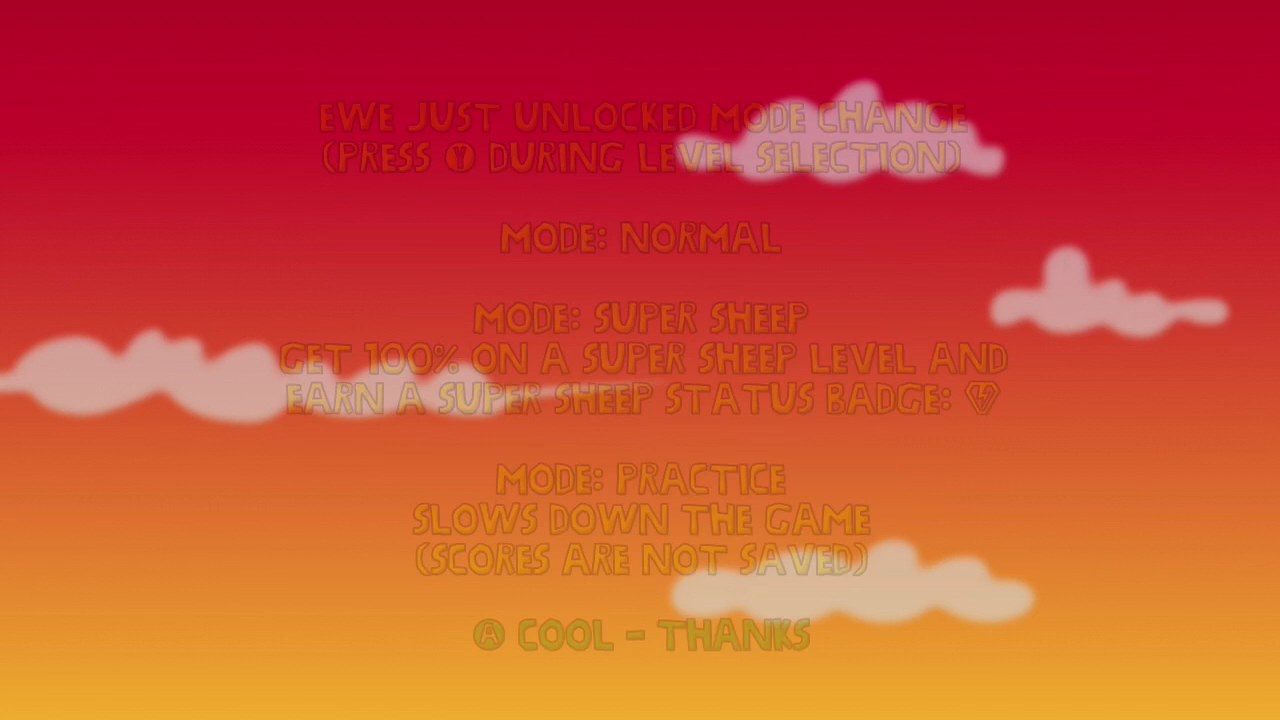 EWE JUST UNLOCKED MODE CHANGE
(PRESS Y DURING LEVEL SELECTION)
MODE: NORMAL
MODE: SUPER SHEEP
GET 100% ON A SUPER SHEEP LEVEL AND
EARN A SUPER SHEEP STATUS BADGE:
MODE: PRACTICE
SLOWS DOWN THE GAME
(SCORES ARE NOT SAVED)
A COOL - THANKS